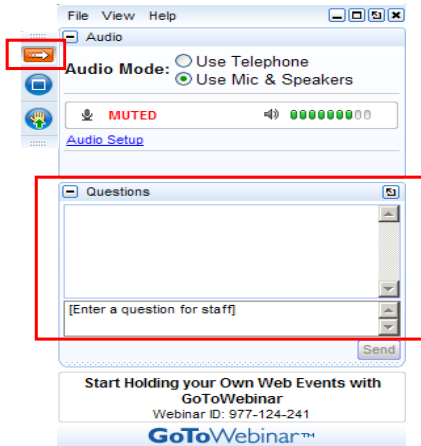 File View Help
Audio
Audio Mode: Use Telephone
Use Mic & Speakers
MUTED
Audio Setup
Questions
[Enter a question for staff]
Send
Start Holding your Own Web Events with
GoToWebinar
Webinar ID: 977-124-241
GoToWebinar™